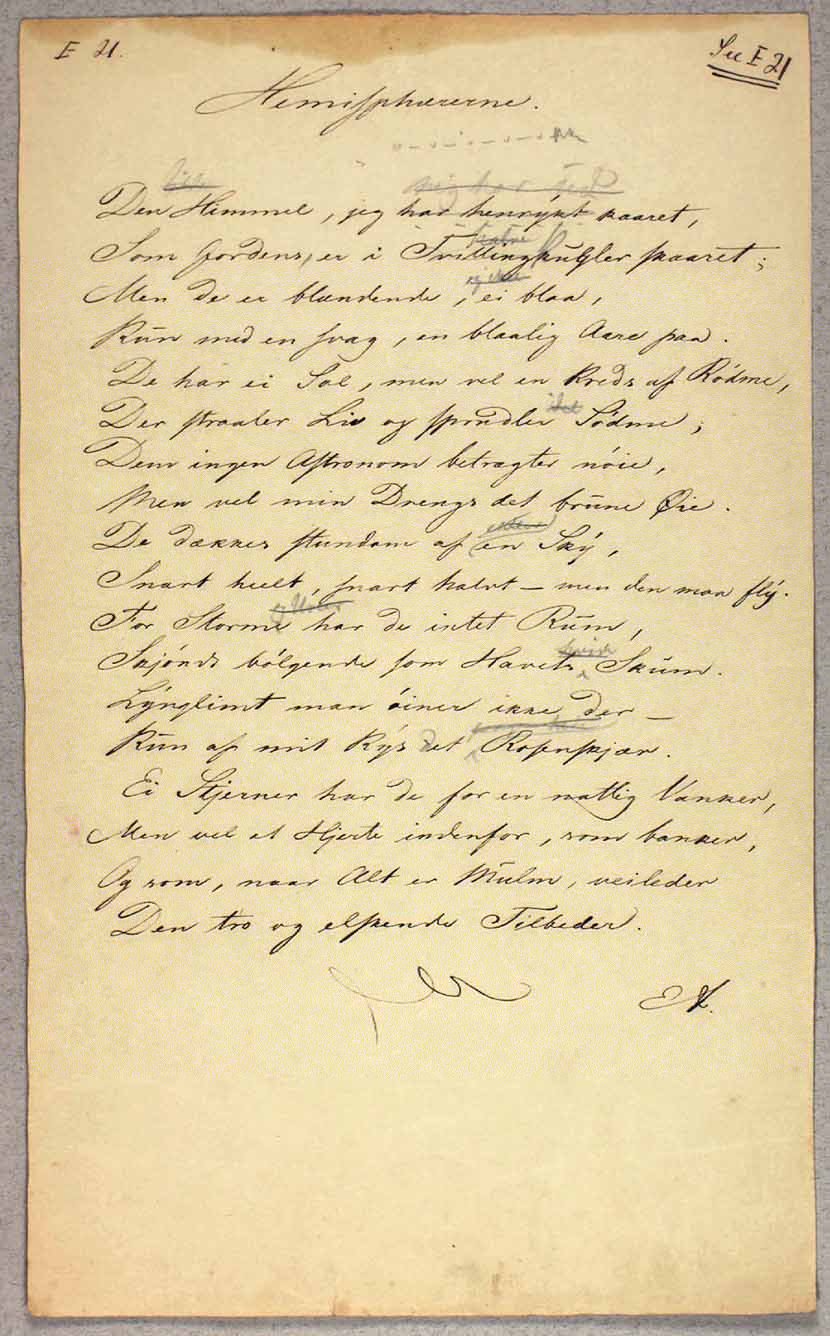 I 21.
Su I 21
Hemisphærerne.
Den Himmel, jeg har henrykt kaaret,
Som Jordens, er i Tvillingkugler skaaret;
Men de er blændende, ei blaa,
Kun med en svag, en blaalig Aare paa.
De har ei Sol, men vel en Kreds af Rödme,
Der straaler Liv og sprudler Södme;
Dem ingen Astronom betragter nöie,
Men vel min Drengs det brune Øie.
De dækkes stundom af en Sky,
Snart heelt, snart halvt — men den maa fly.
For Storme har de intet Rum,
Skjöndt bölgende som Havets Skum.
Lynglimt man öiner ikke der —
Kun af mit Kys det Rosenskjær.
Ei Stjerner har de for en natlig Vanker,
Men vel et Hjerte indenfor, som banker,
Og som, naar Alt er Mulm, veileder
Den tro og elskende Tilbeder.